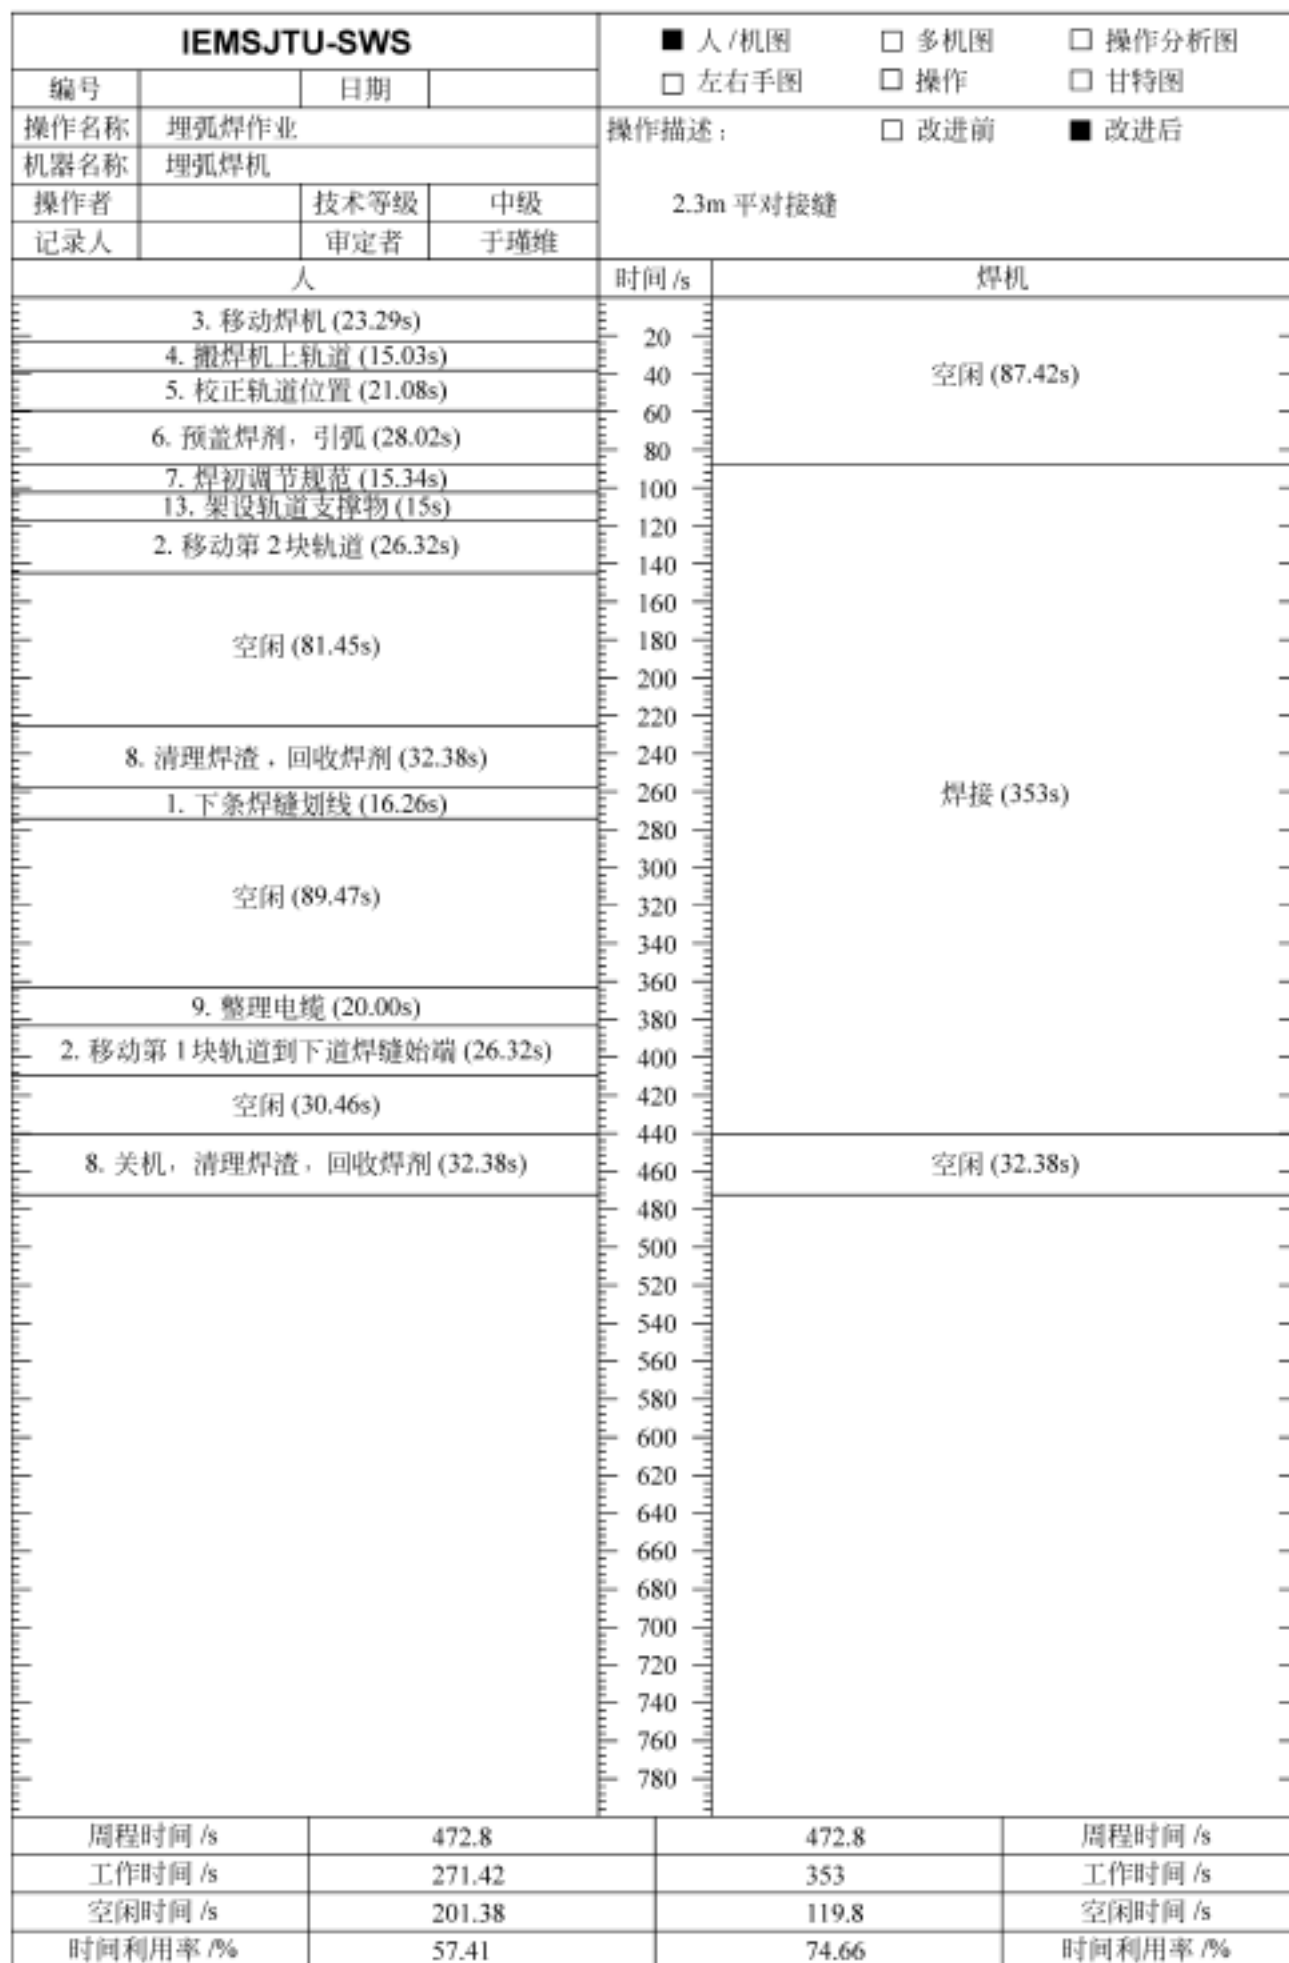 IEMSJTU-SWS
■ 人/机图 □ 多机图 □ 操作分析图
□ 左右手图 □ 操作 □ 甘特图
编号 日期
操作名称 埋弧焊作业
操作描述： □ 改进前 ■ 改进后
机器名称 埋弧焊机
操作者 技术等级 中级
2.3m 平对接缝
记录人 审定者 于瑾维
人 时间/s 焊机
3. 移动焊机 (23.29s)
4. 搬焊机上轨道 (15.03s)
5. 校正轨道位置 (21.08s)
6. 预盖焊剂，引弧 (28.02s)
7. 焊初调节规范 (15.34s)
13. 架设轨道支撑物 (15s)
2. 移动第2块轨道 (26.32s)
空闲 (81.45s)
8. 清理焊渣，回收焊剂 (32.38s)
1. 下条焊缝划线 (16.26s)
空闲 (89.47s)
9. 整理电缆 (20.00s)
2. 移动第1块轨道到下道焊缝始端 (26.32s)
空闲 (30.46s)
8. 关机，清理焊渣，回收焊剂 (32.38s)
20
40
60
80
100
120
140
160
180
200
220
240
260
280
300
320
340
360
380
400
420
440
460
480
500
520
540
560
580
600
620
640
660
680
700
720
740
760
780
空闲 (87.42s)
焊接 (353s)
空闲 (32.38s)
周程时间/s 472.8 472.8 周程时间/s
工作时间/s 271.42 353 工作时间/s
空闲时间/s 201.38 119.8 空闲时间/s
时间利用率/% 57.41 74.66 时间利用率/%